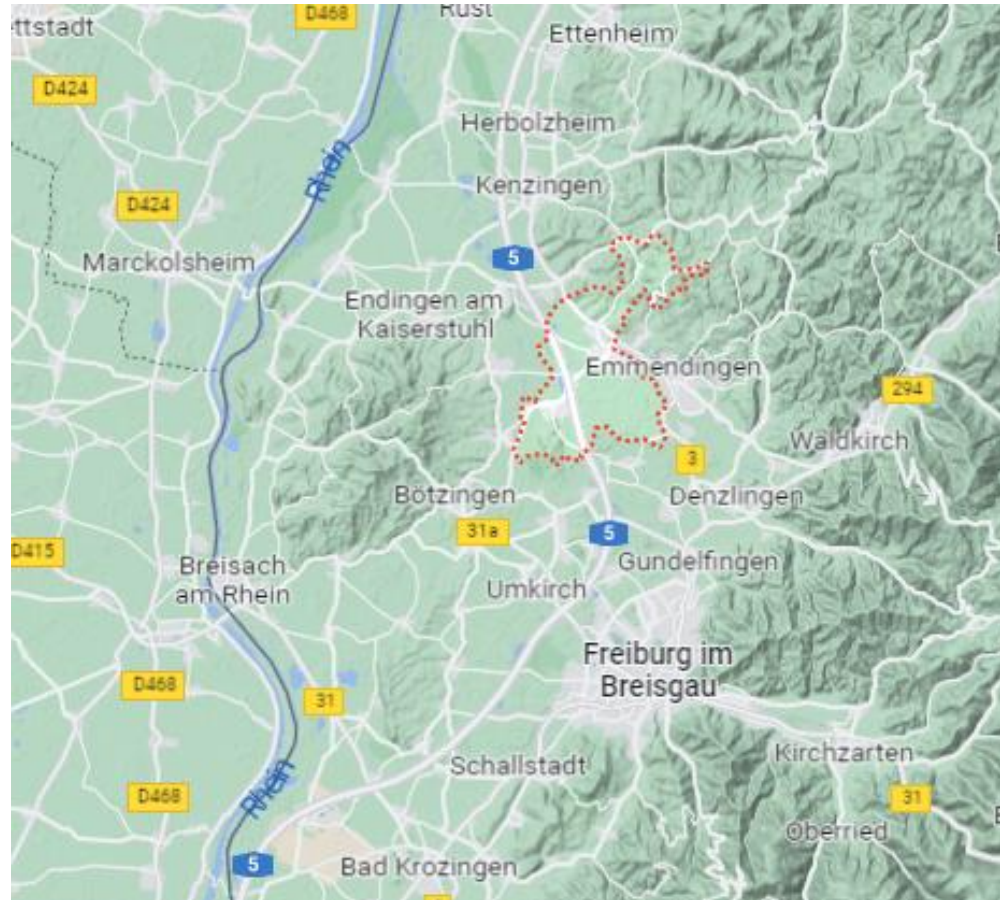 D468
Rust
ettstadt
Ettenheim
D424
Herbolzheim
Rhein
Kenzingen
D424
Marckolsheim
5
Endingen am
Kaiserstuhl
Emmendingen
294
Waldkirch
3
Bötzingen
Denzlingen
31a
5
D415
Gundelfingen
Breisach
am Rhein
Umkirch
Freiburg im
Breisgau
D468
31
Kirchzarten
Schallstadt
Rhein
D468
31
Oberried
5
Bad Krozingen